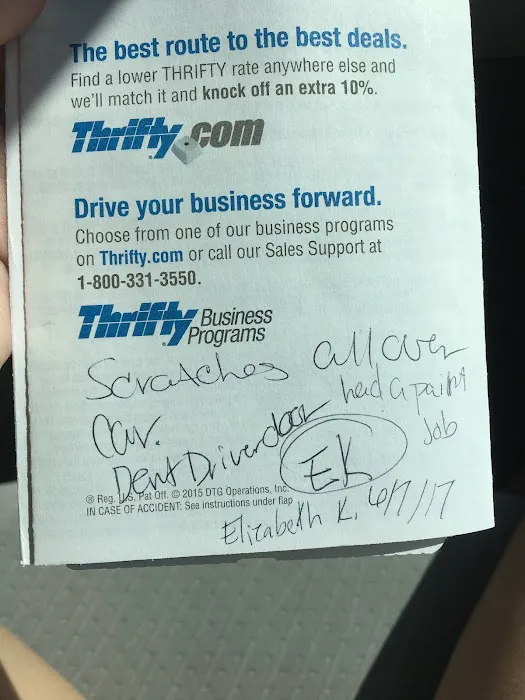 The best route to the best deals.
Find a lower THRIFTY rate anywhere else and
we'll match it and knock off an extra 10%.
Thrifty.com
Drive your business forward.
Choose from one of our business programs
on Thrifty.com or call our Sales Support at
1-800-331-3550.
Thrifty Business
Programs
Scratches all over
car. had a paint
Job
Dent Driver door
EK
® Reg. U.S. Pat Off. © 2015 DTG Operations, Inc.
IN CASE OF ACCIDENT: See instructions under flap
Elizabeth K. 6/7/17